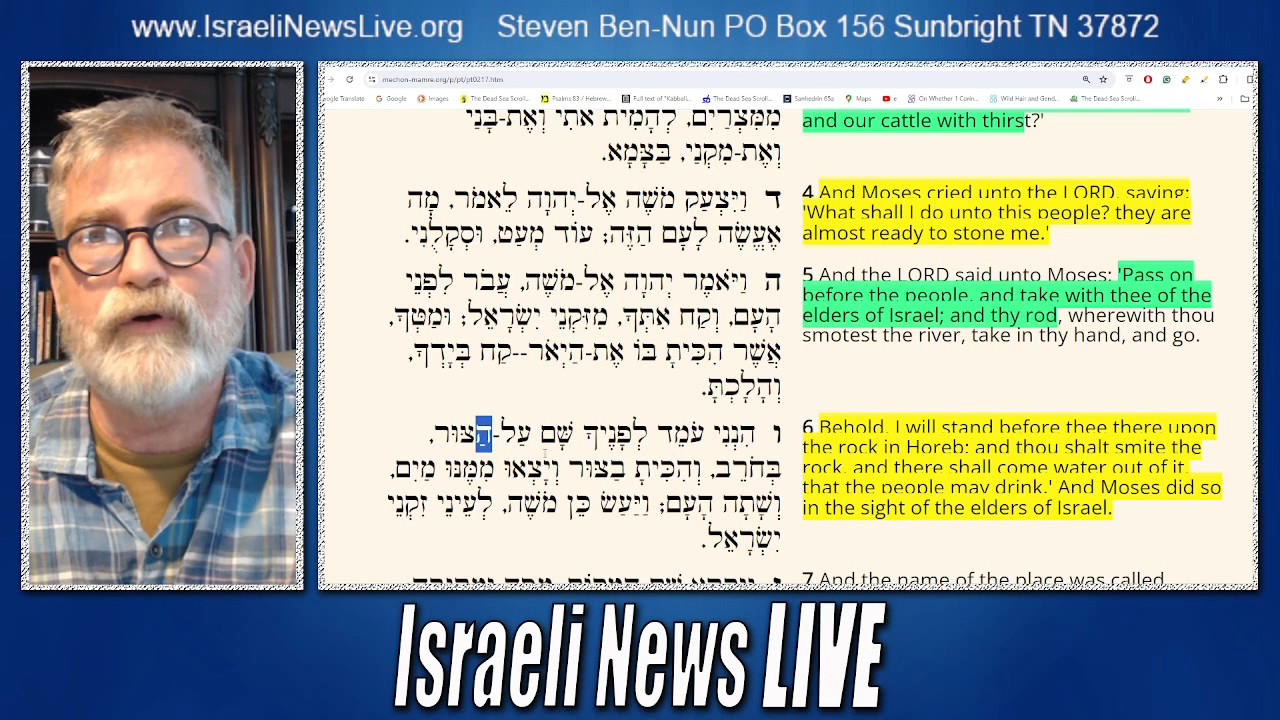 www.IsraeliNewsLive.org Steven Ben-Nun PO Box 156 Sunbright TN 37872
mechon-mamre.org/p/pt/pt0217.htm
Google
Images
The Dead Sea Scroll...
Psalms 83 / Hebrew...
Full text of "Kabbali...
The Dead Sea Scroll...
Sanhedrin 65a
Maps
On Whether 1 Corin...
Wild Hair and Gend...
The Dead Sea Scroll...
מִמִּצְרַיִם, לְהָמִית אֹתִי וְאֶת-בָּנַי
וְאֶת-מִקְנַי, בַּצָּמָא.
ד וַיִּצְעַק מֹשֶׁה אֶל-יְהוָה לֵאמֹר, מָה
אֶעֱשֶׂה לָעָם הַזֶּה; עוֹד מְעַט, וּסְקָלֻנִי.
ה וַיֹּאמֶר יְהוָה אֶל-מֹשֶׁה, עֲבֹר לִפְנֵי
הָעָם, וְקַח אִתְּךָ, מִזִּקְנֵי יִשְׂרָאֵל; וּמַטְּךָ,
אֲשֶׁר הִכִּיתָ בּוֹ אֶת-הַיְאֹר--קַח בְּיָדְךָ,
וְהָלָכְתָּ.
ו הִנְנִי עֹמֵד לְפָנֶיךָ שָּׁם עַל-הַצּוּר,
בְּחֹרֵב, וְהִכִּיתָ בַצּוּר וְיָצְאוּ מִמֶּנּוּ מַיִם,
וְשָׁתָה הָעָם; וַיַּעַשׂ כֵּן מֹשֶׁה, לְעֵינֵי זִקְנֵי
יִשְׂרָאֵל.
and our cattle with thirst?'
4 And Moses cried unto the LORD, saying:
'What shall I do unto this people? they are
almost ready to stone me.'
5 And the LORD said unto Moses: 'Pass on
before the people, and take with thee of the
elders of Israel; and thy rod, wherewith thou
smotest the river, take in thy hand, and go.
6 Behold, I will stand before thee there upon
the rock in Horeb; and thou shalt smite the
rock, and there shall come water out of it,
that the people may drink.' And Moses did so
in the sight of the elders of Israel.
7 And the name of the place was called
Israeli News LIVE